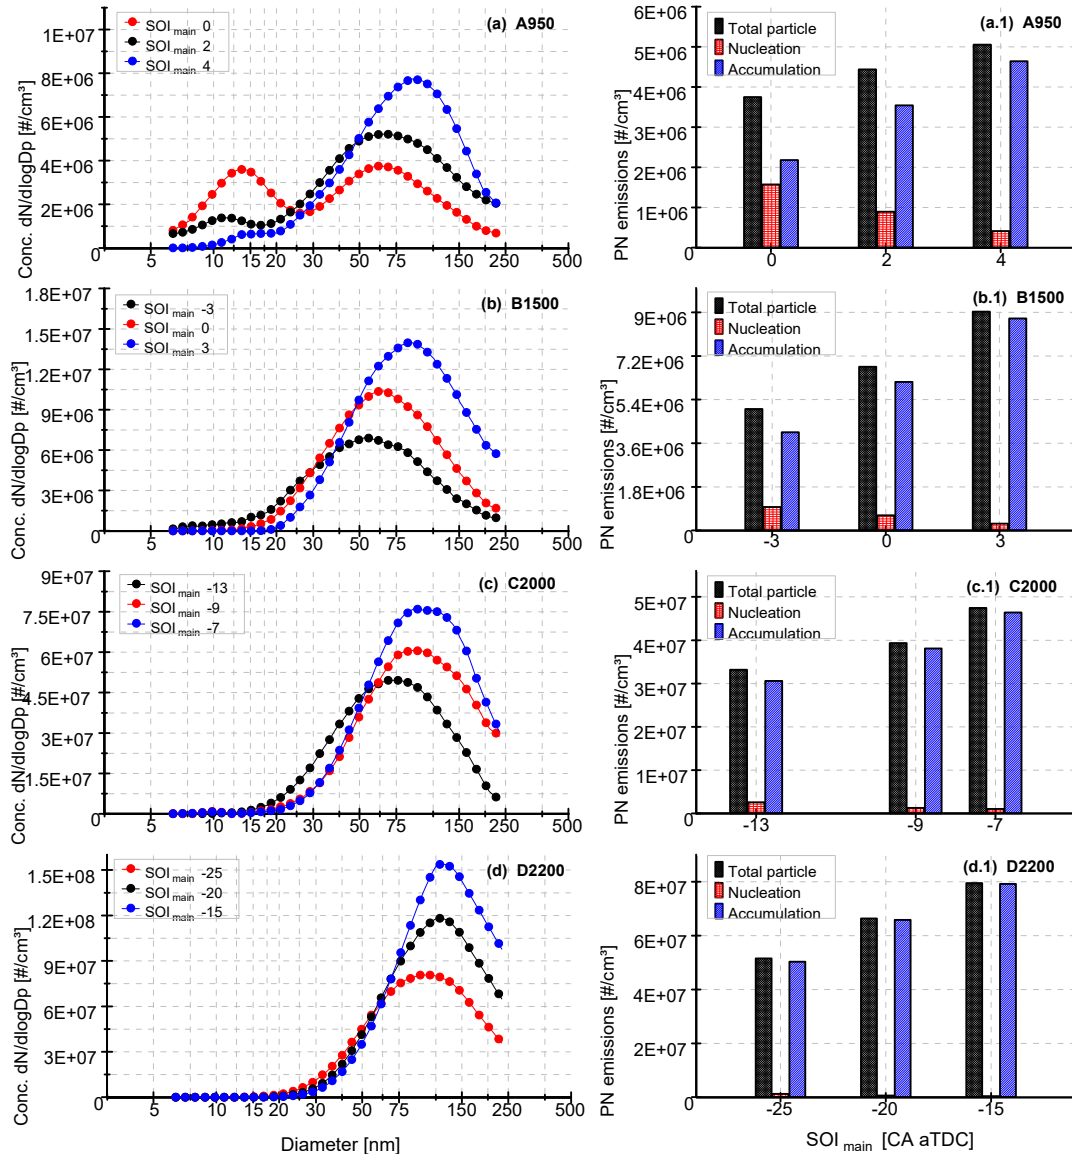 (a) A950
SOI main 0
SOI main 2
SOI main 4
Conc. dN/dlogDp [#/cm³]
1E+07
8E+06
6E+06
4E+06
2E+06
0
5 10 15 20 30 50 75 150 250 500
(a.1) A950
Total particle
Nucleation
Accumulation
PN emissions [#/cm³]
6E+06
5E+06
4E+06
3E+06
2E+06
1E+06
0
0 2 4
(b) B1500
SOI main -3
SOI main 0
SOI main 3
Conc. dN/dlogDp [#/cm³]
1.8E+07
1.5E+07
1.2E+07
9E+06
6E+06
3E+06
0
5 10 15 20 30 50 75 150 250 500
(b.1) B1500
Total particle
Nucleation
Accumulation
PN emissions [#/cm³]
9E+06
7.2E+06
5.4E+06
3.6E+06
1.8E+06
0
-3 0 3
(c) C2000
SOI main -13
SOI main -9
SOI main -7
Conc. dN/dlogDp [#/cm³]
9E+07
7.5E+07
6E+07
4.5E+07
3E+07
1.5E+07
0
5 10 15 20 30 50 75 150 250 500
(c.1) C2000
Total particle
Nucleation
Accumulation
PN emissions [#/cm³]
5E+07
4E+07
3E+07
2E+07
1E+07
0
-13 -9 -7
(d) D2200
SOI main -25
SOI main -20
SOI main -15
Conc. dN/dlogDp [#/cm³]
1.5E+08
1.2E+08
9E+07
6E+07
3E+07
0
5 10 15 20 30 50 75 150 250 500
Diameter [nm]
(d.1) D2200
Total particle
Nucleation
Accumulation
PN emissions [#/cm³]
8E+07
6E+07
4E+07
2E+07
0
-25 -20 -15
SOI main [CA aTDC]